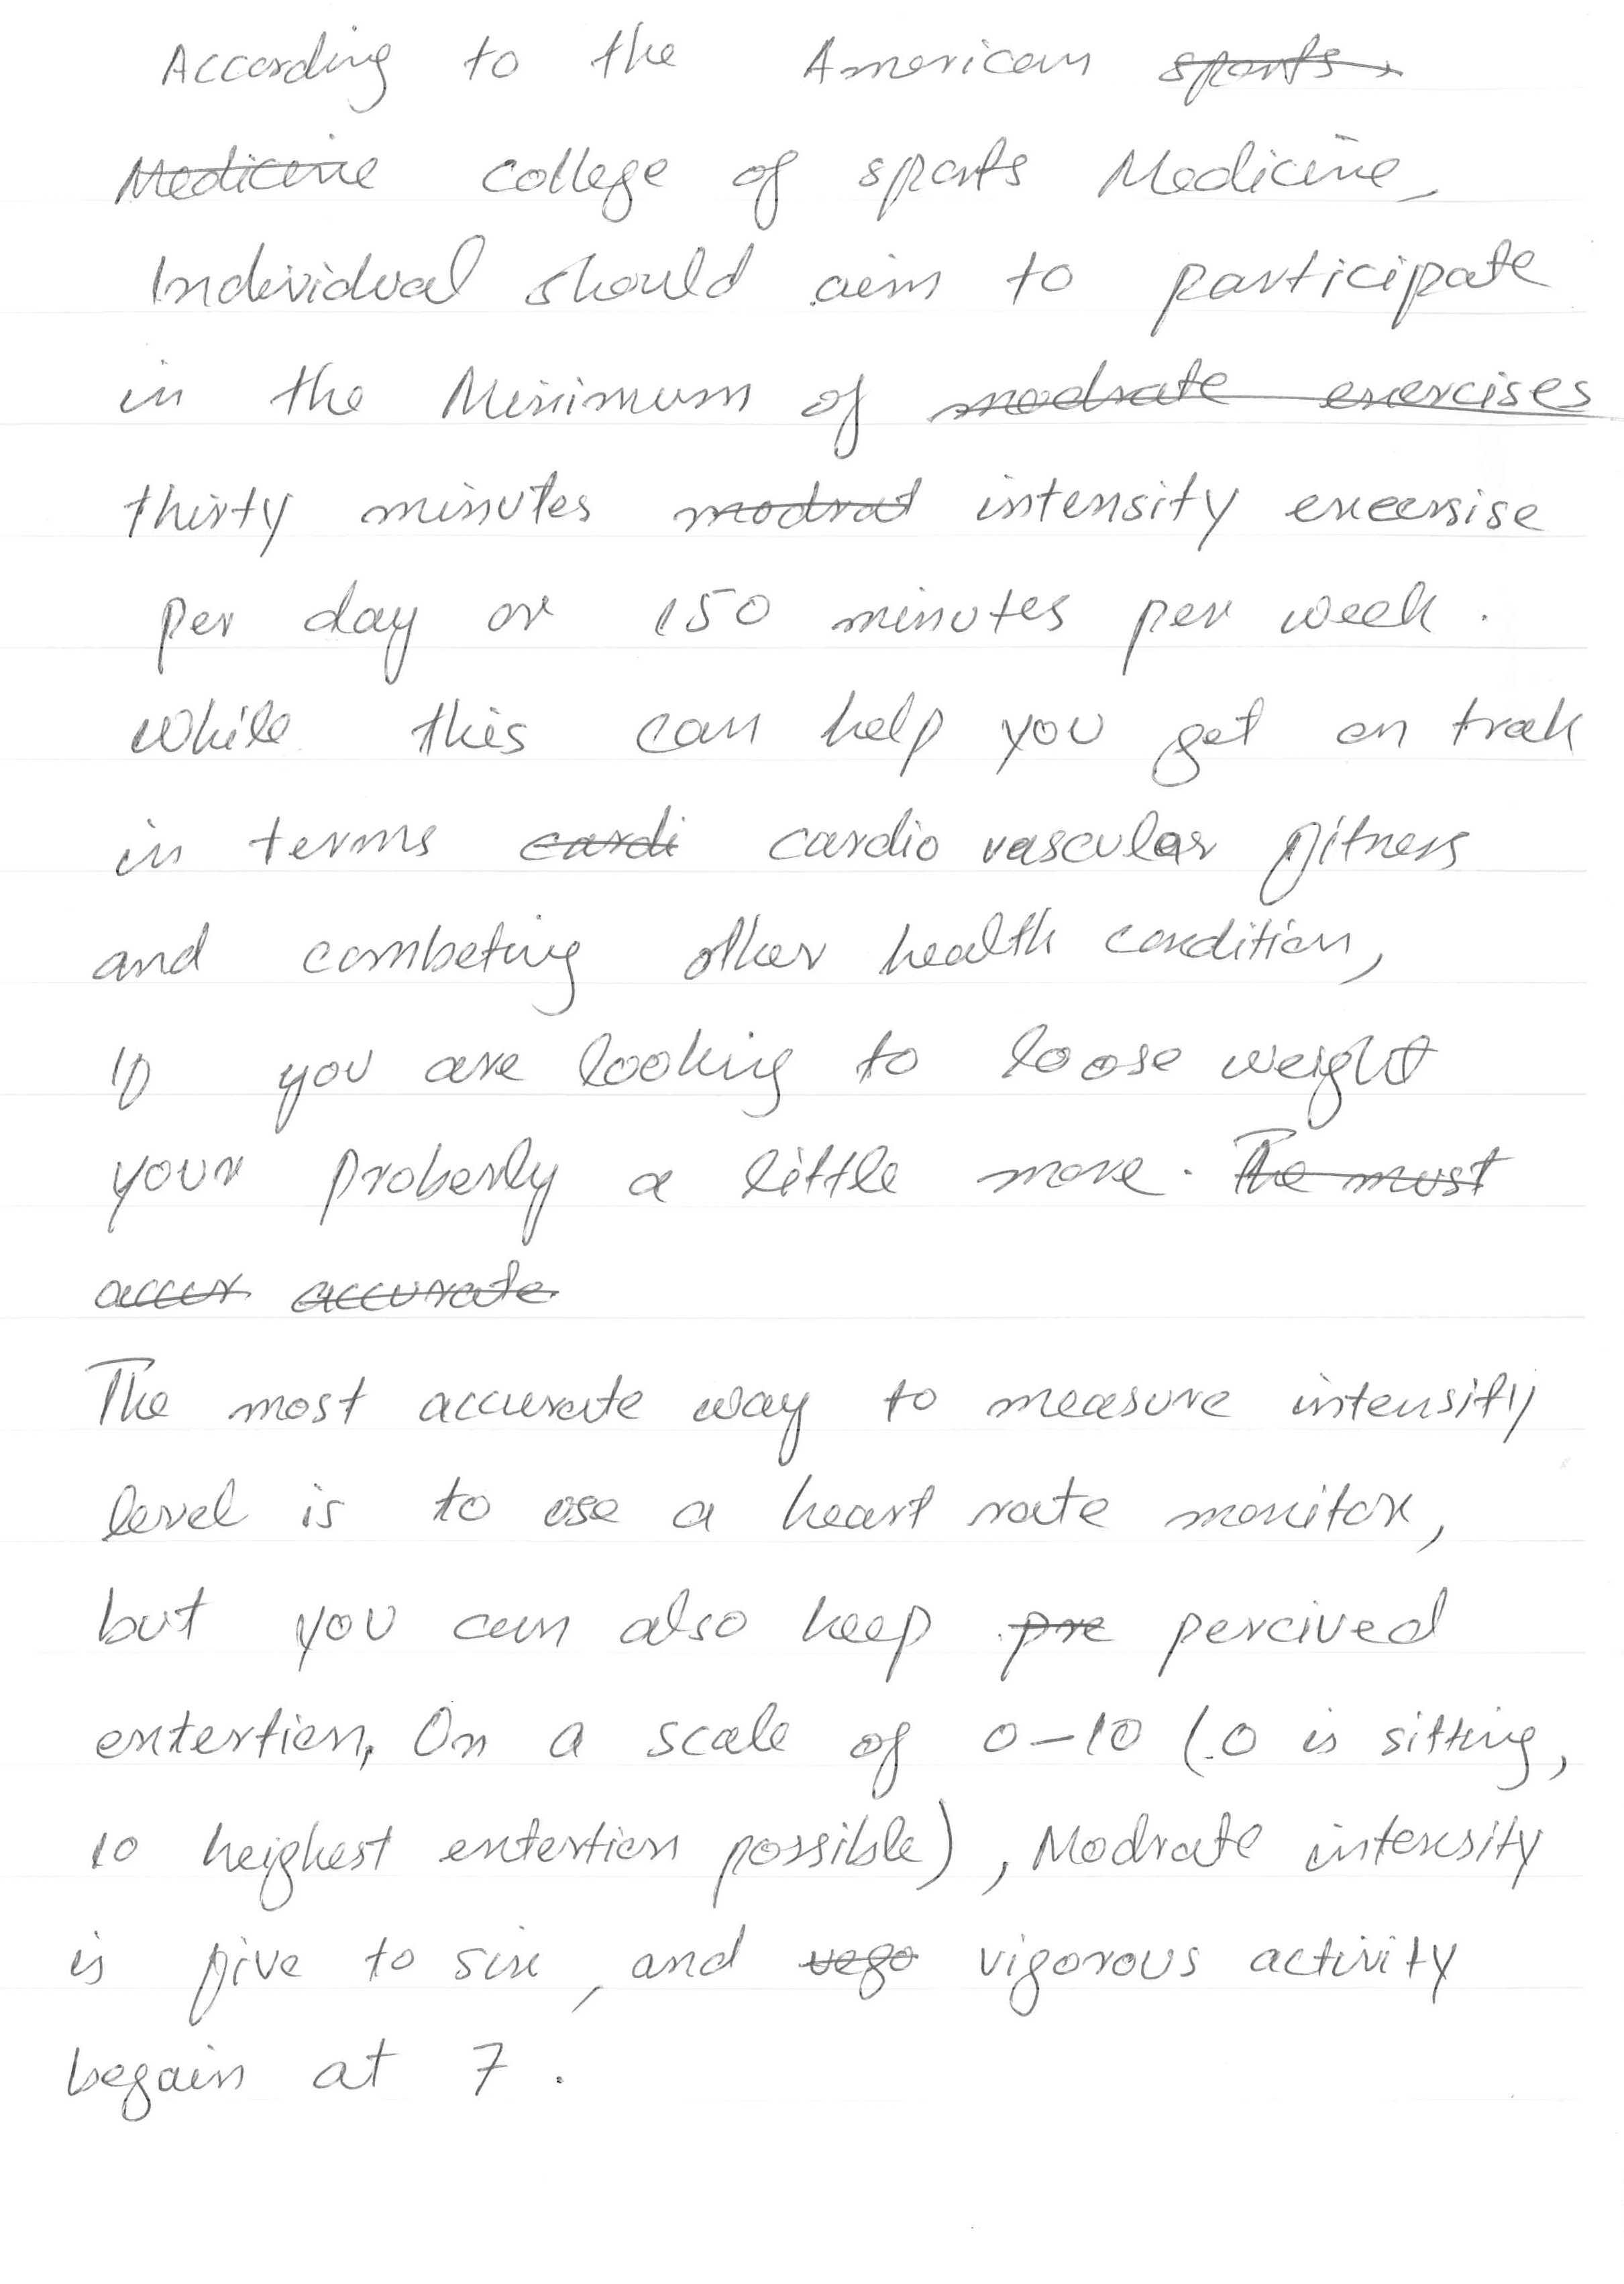 According to the American ~~sports~~
~~Medicine~~ college of sports Medicine,
Individual should aim to participate
in the Minimum of ~~modrate exercises~~
thirty minutes ~~modrat~~ intensity excersise
per day or 150 minutes per week.
while this can help you get on trak
in terms ~~cardi~~ cardio vascular fitness
and combeting other health condition,
If you are looking to loose weight
your proberly a little more. ~~The most~~
~~accur~~ ~~accurate~~
The most accurate way to measure intensity
level is to use a heart rate monitor,
but you can also keep ~~pre~~ percived
extertion, On a scale of 0-10 (0 is sitting,
10 heighest extertion possible), Modrate intensity
is five to six, and ~~vego~~ vigorous activity
begain at 7.